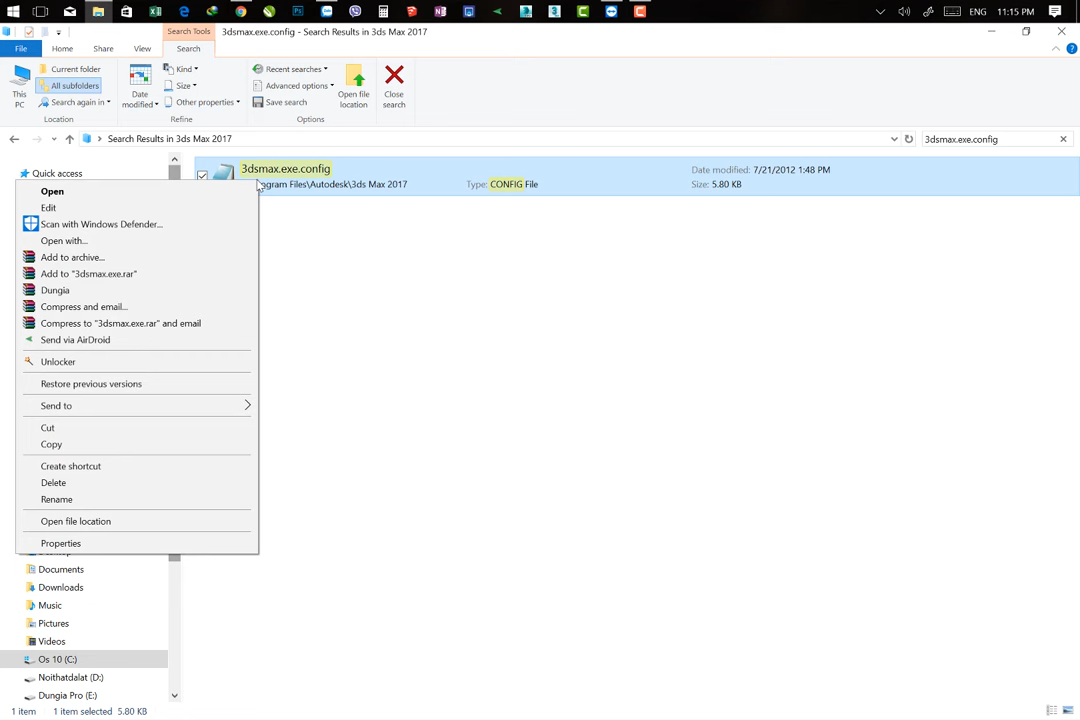 ENG 11:15 PM
Search Tools 3dsmax.exe.config - Search Results in 3ds Max 2017
File Home Share View Search
This PC
Current folder
All subfolders
Search again in
Location
Date modified
Kind
Size
Other properties
Refine
Recent searches
Advanced options
Save search
Open file location
Options
Close search
Search Results in 3ds Max 2017
3dsmax.exe.config
Quick access
3dsmax.exe.config
gram Files\Autodesk\3ds Max 2017
Type: CONFIG File
Date modified: 7/21/2012 1:48 PM
Size: 5.80 KB
Open
Edit
Scan with Windows Defender...
Open with...
Add to archive...
Add to "3dsmax.exe.rar"
Dungia
Compress and email...
Compress to "3dsmax.exe.rar" and email
Send via AirDroid
Unlocker
Restore previous versions
Send to
Cut
Copy
Create shortcut
Delete
Rename
Open file location
Properties
Documents
Downloads
Music
Pictures
Videos
Os 10 (C:)
Noithatdalat (D:)
Dungia Pro (E:)
1 item 1 item selected 5.80 KB